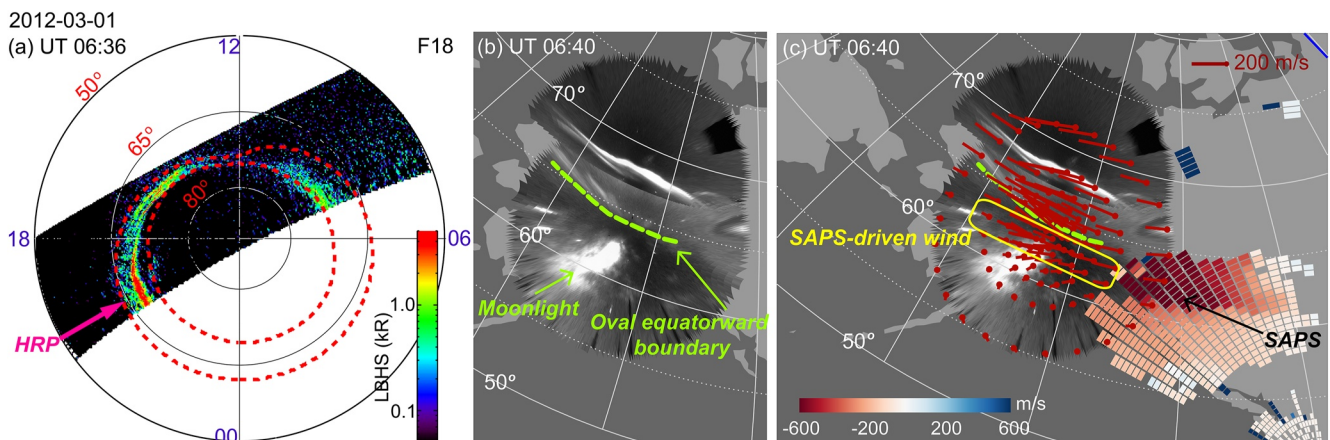 2012-03-01
(a) UT 06:36
12
F18
50°
65°
80°
18
06
HRP
00
LBHS (kR)
1.0
0.1
(b) UT 06:40
70°
60°
Moonlight
Oval equatorward
boundary
50°
(c) UT 06:40
200 m/s
70°
60°
SAPS-driven wind
SAPS
50°
m/s
-600 -200 200 600